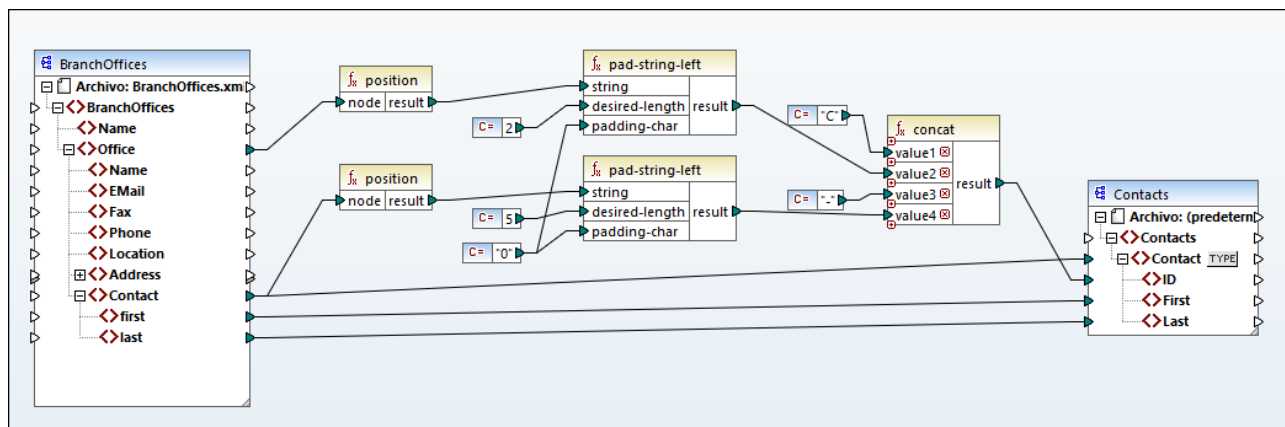 BranchOffices
Archivo: BranchOffices.xm
BranchOffices
Name
Office
Name
EMail
Fax
Phone
Location
Address
Contact
first
last
position
node result
position
node result
pad-string-left
string
desired-length result
padding-char
C= 2
pad-string-left
string
desired-length result
padding-char
C= 5
C= "0"
C= "C"
C= "-"
concat
value1
value2
result
value3
value4
Contacts
Archivo: (predetern
Contacts
Contact TYPE
ID
First
Last